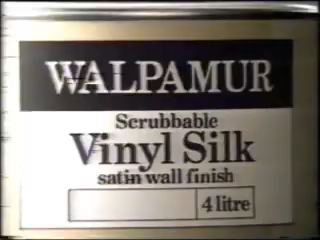 WALPAMUR
Scrubbable
Vinyl Silk
satin wall finish
4 litre